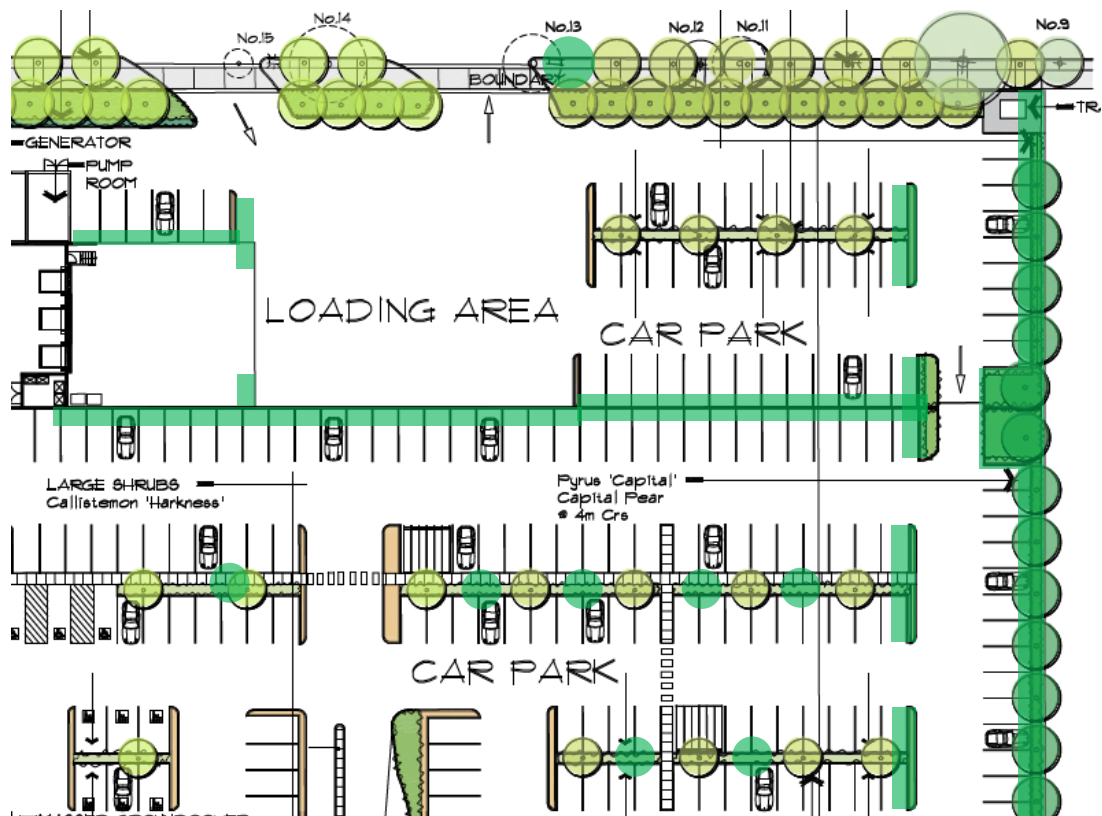 No.14
No.13
No.12
No.11
No.9
No.15
BOUNDARY
TR
GENERATOR
PUMP
ROOM
LOADING AREA
CAR PARK
LARGE SHRUBS
Callistemon 'Harkness'
Pyrus 'Capital'
Capital Pear
@ 4m Crs
CAR PARK